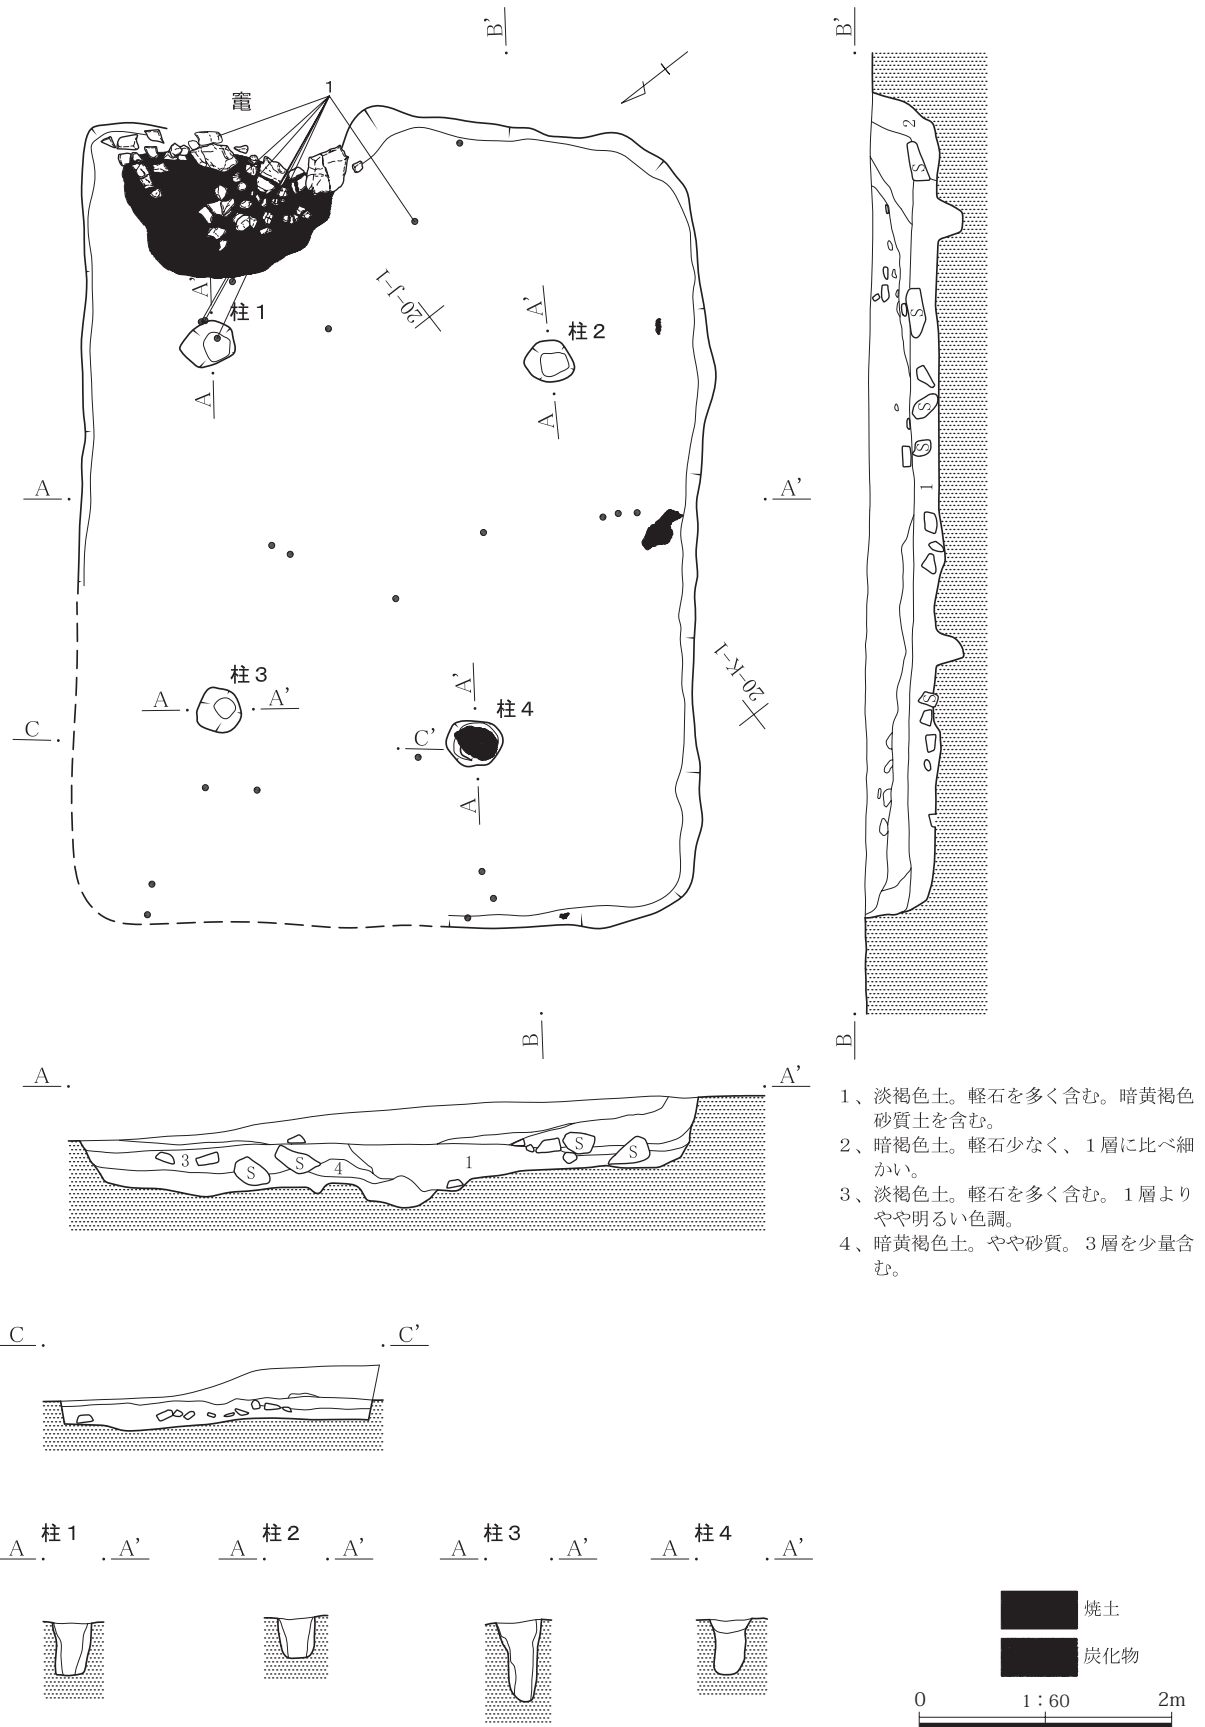 B’
B’
1
竈
2
S
A’
柱１
20-J-1
A’
柱２
S
A
A
S
S
A
A’
1
20-K-1
柱３
A’
A
A’
柱４
S
C
C’
A
B
B
A
A’
1、淡褐色土。軽石を多く含む。暗黄褐色
砂質土を含む。
2、暗褐色土。軽石少なく、１層に比べ細
かい。
3、淡褐色土。軽石を多く含む。１層より
やや明るい色調。
4、暗黄褐色土。やや砂質。３層を少量含
む。
S
S
3
S
S
4
1
C
C’
柱１
柱２
柱３
柱４
A
A’
A
A’
A
A’
A
A’
焼土
炭化物
0
1：60
2m